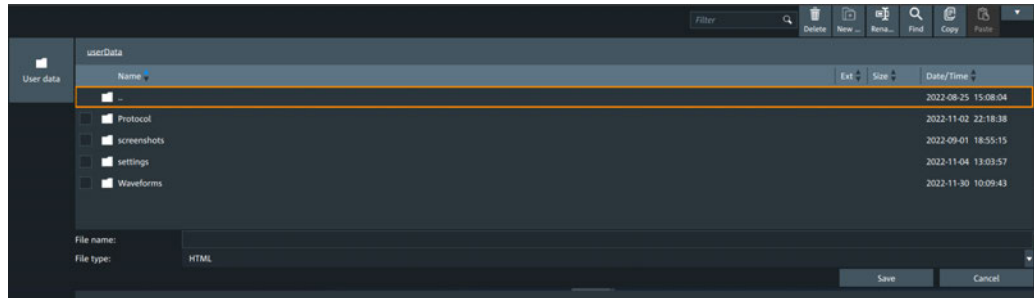 Filter
Delete New ... Rena... Find Copy Paste
User data
userData
Name Ext Size Date/Time
.. 2022-08-25 15:08:04
Protocol 2022-11-02 22:18:38
screenshots 2022-09-01 18:55:15
settings 2022-11-04 13:03:57
Waveforms 2022-11-30 10:09:43
File name:
File type: HTML
Save Cancel